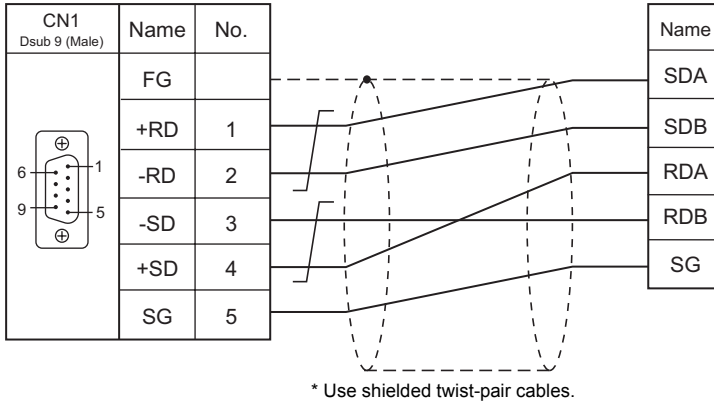 CN1
Dsub 9 (Male)
Name No.
Name
FG
SDA
+RD 1
SDB
6 1
-RD 2
RDA
9 5
-SD 3
RDB
+SD 4
SG
SG 5
* Use shielded twist-pair cables.